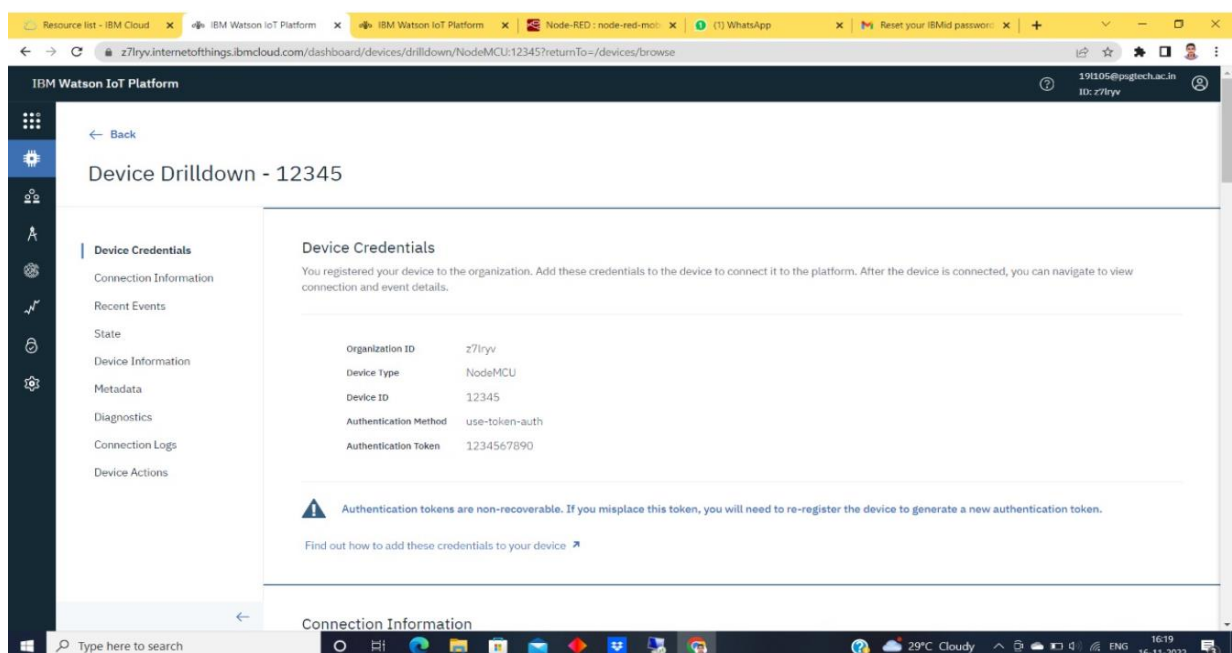 Resource list - IBM Cloud
IBM Watson IoT Platform
IBM Watson IoT Platform
Node-RED : node-red-mob
(1) WhatsApp
Reset your IBMid password
z7lryv.internetofthings.ibmcloud.com/dashboard/devices/drilldown/NodeMCU:12345?returnTo=/devices/browse
IBM Watson IoT Platform
19l105@psgtech.ac.in
ID: z7lryv
Back
Device Drilldown - 12345
Device Credentials
Connection Information
Recent Events
State
Device Information
Metadata
Diagnostics
Connection Logs
Device Actions
Device Credentials
You registered your device to the organization. Add these credentials to the device to connect it to the platform. After the device is connected, you can navigate to view
connection and event details.
Organization ID z7lryv
Device Type NodeMCU
Device ID 12345
Authentication Method use-token-auth
Authentication Token 1234567890
Authentication tokens are non-recoverable. If you misplace this token, you will need to re-register the device to generate a new authentication token.
Find out how to add these credentials to your device
Connection Information
Type here to search
29°C Cloudy
ENG
16:19
16-11-2022